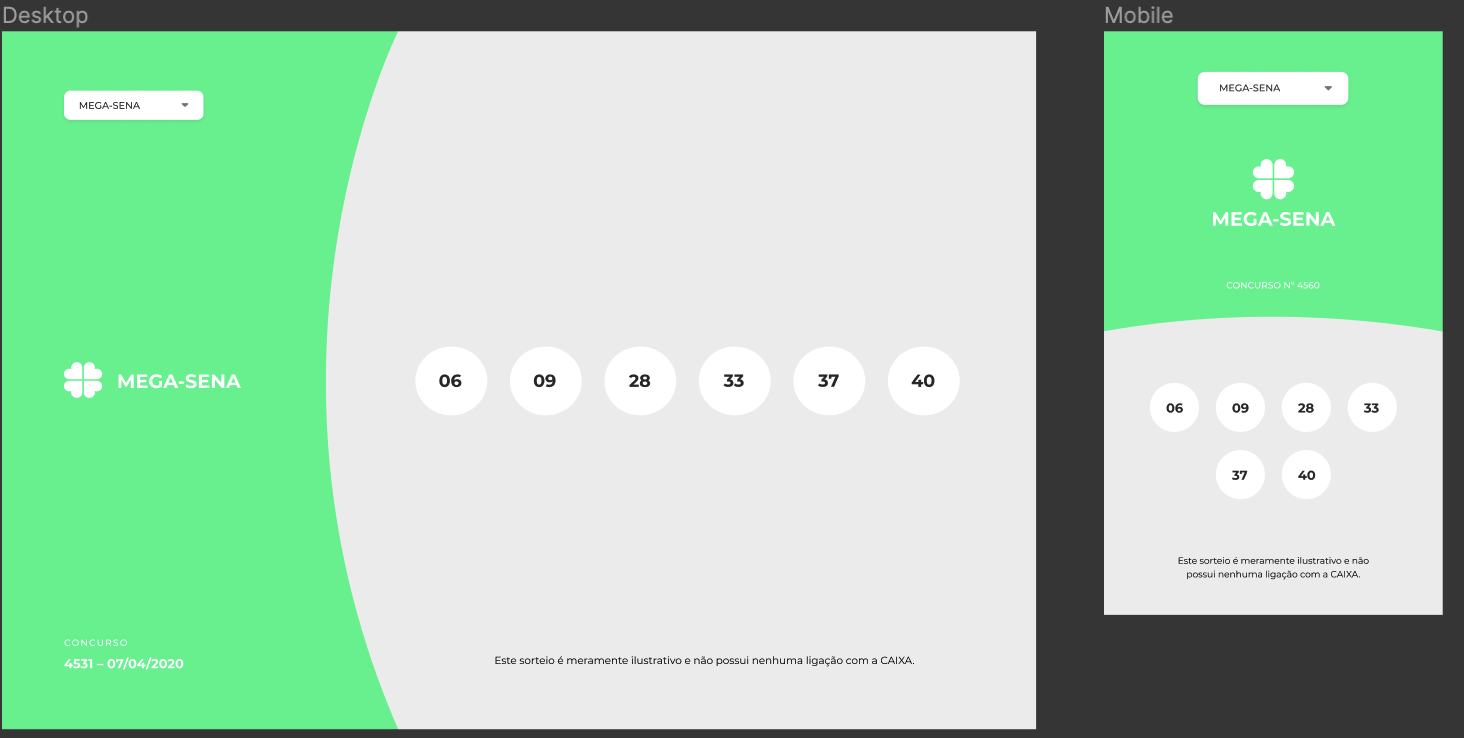 Desktop
MEGA-SENA
MEGA-SENA
06 09 28 33 37 40
CONCURSO
4531 – 07/04/2020
Este sorteio é meramente ilustrativo e não possui nenhuma ligação com a CAIXA.
Mobile
MEGA-SENA
MEGA-SENA
CONCURSO Nº 4560
06 09 28 33
37 40
Este sorteio é meramente ilustrativo e não
possui nenhuma ligação com a CAIXA.